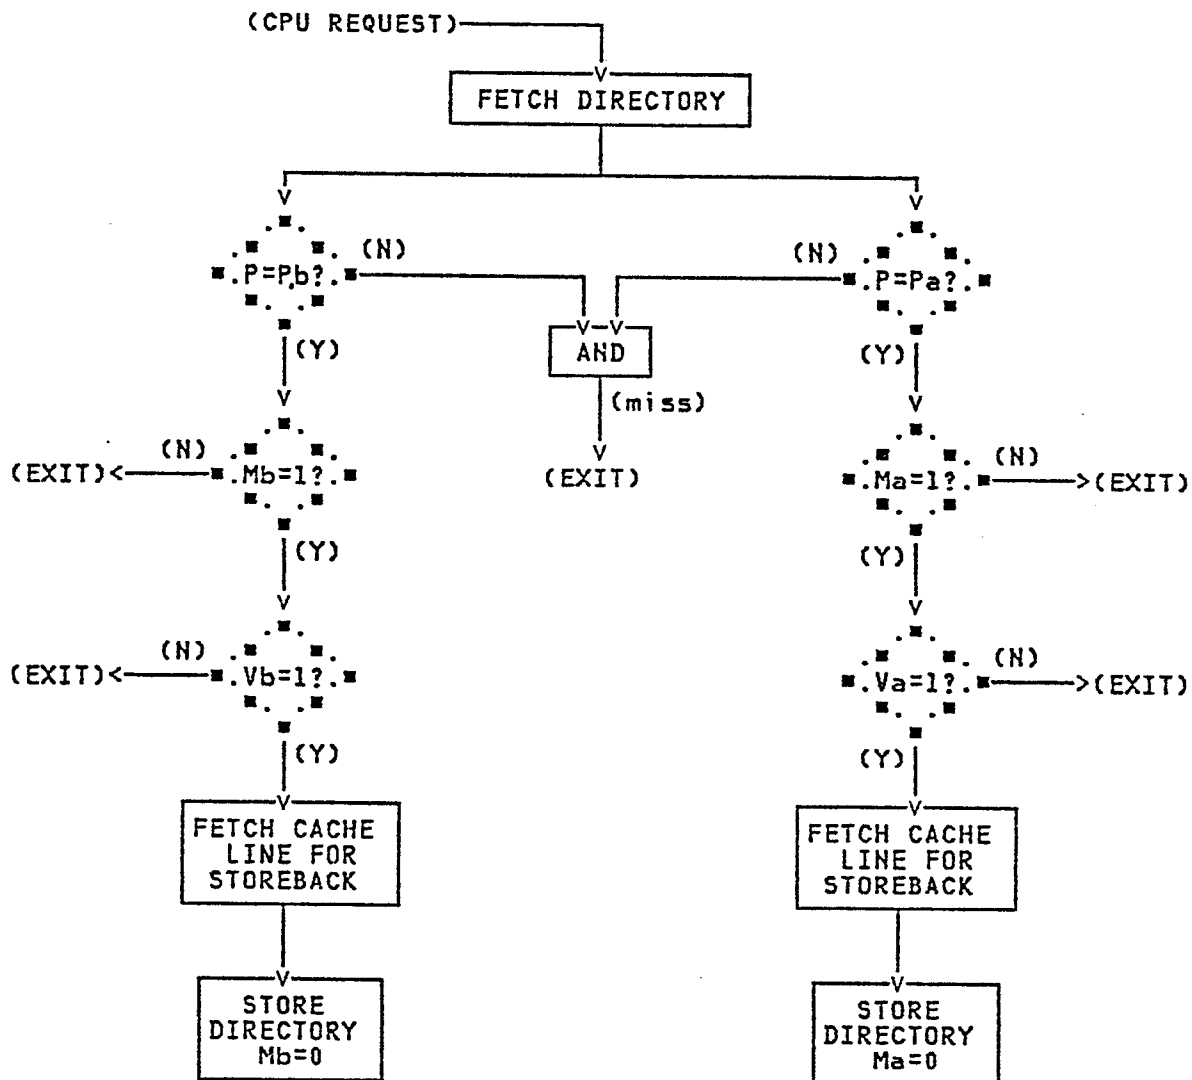 (CPU REQUEST)
FETCH DIRECTORY
P=Pb?
(N)
(N)
P=Pa?
(Y)
AND
(Y)
(miss)
(EXIT)
(EXIT)
(N)
Mb=1?
Ma=1?
(N)
(EXIT)
(Y)
(Y)
(EXIT)
(N)
Vb=1?
Va=1?
(N)
(EXIT)
(Y)
(Y)
FETCH CACHE
LINE FOR
STOREBACK
FETCH CACHE
LINE FOR
STOREBACK
STORE
DIRECTORY
Mb=0
STORE
DIRECTORY
Ma=0